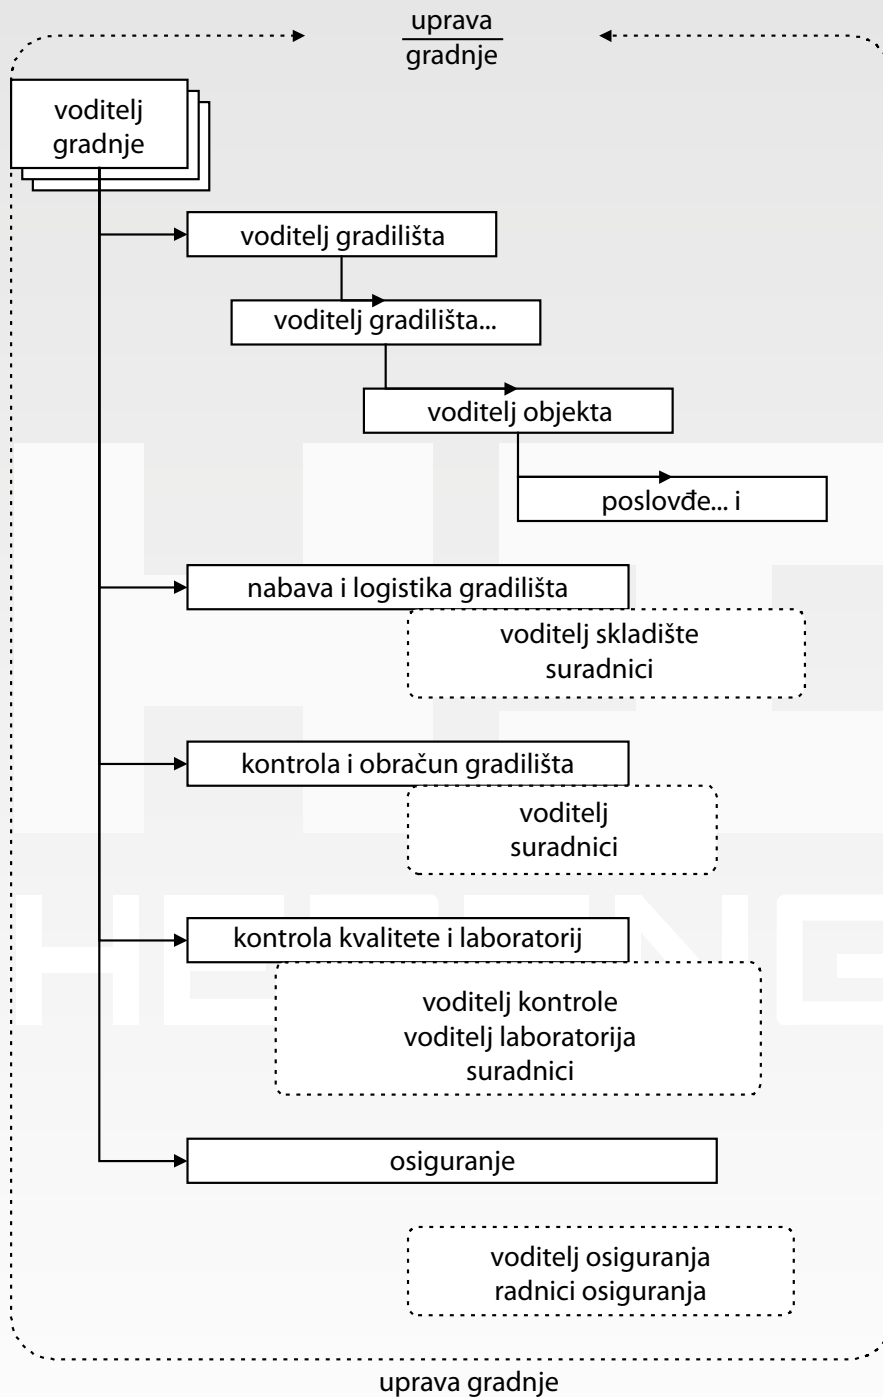 uprava
gradnje
voditelj
gradnje
voditelj gradilišta
voditelj gradilišta...
voditelj objekta
poslovđe... i
nabava i logistika gradilišta
voditelj skladište
suradnici
kontrola i obračun gradilišta
voditelj
suradnici
kontrola kvalitete i laboratorij
voditelj kontrole
voditelj laboratorija
suradnici
osiguranje
voditelj osiguranja
radnici osiguranja
uprava gradnje